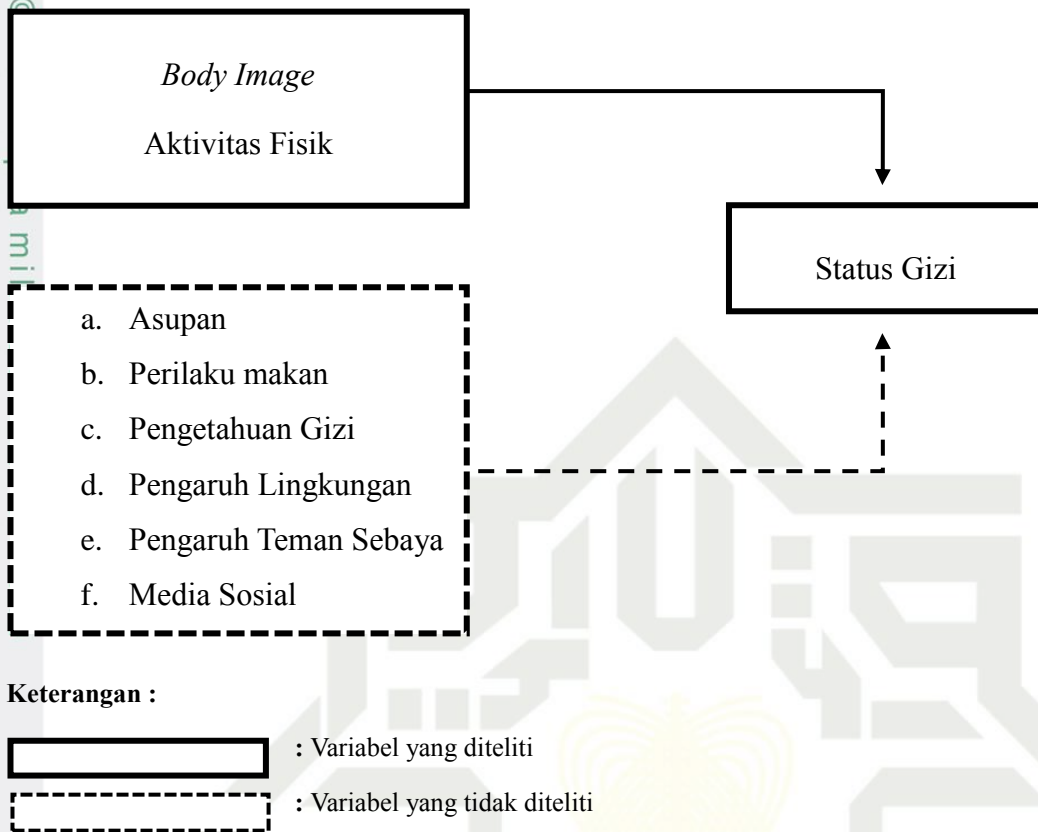 Body Image
Aktivitas Fisik
Status Gizi
a. Asupan
b. Perilaku makan
c. Pengetahuan Gizi
d. Pengaruh Lingkungan
e. Pengaruh Teman Sebaya
f. Media Sosial
Keterangan :
: Variabel yang diteliti
: Variabel yang tidak diteliti